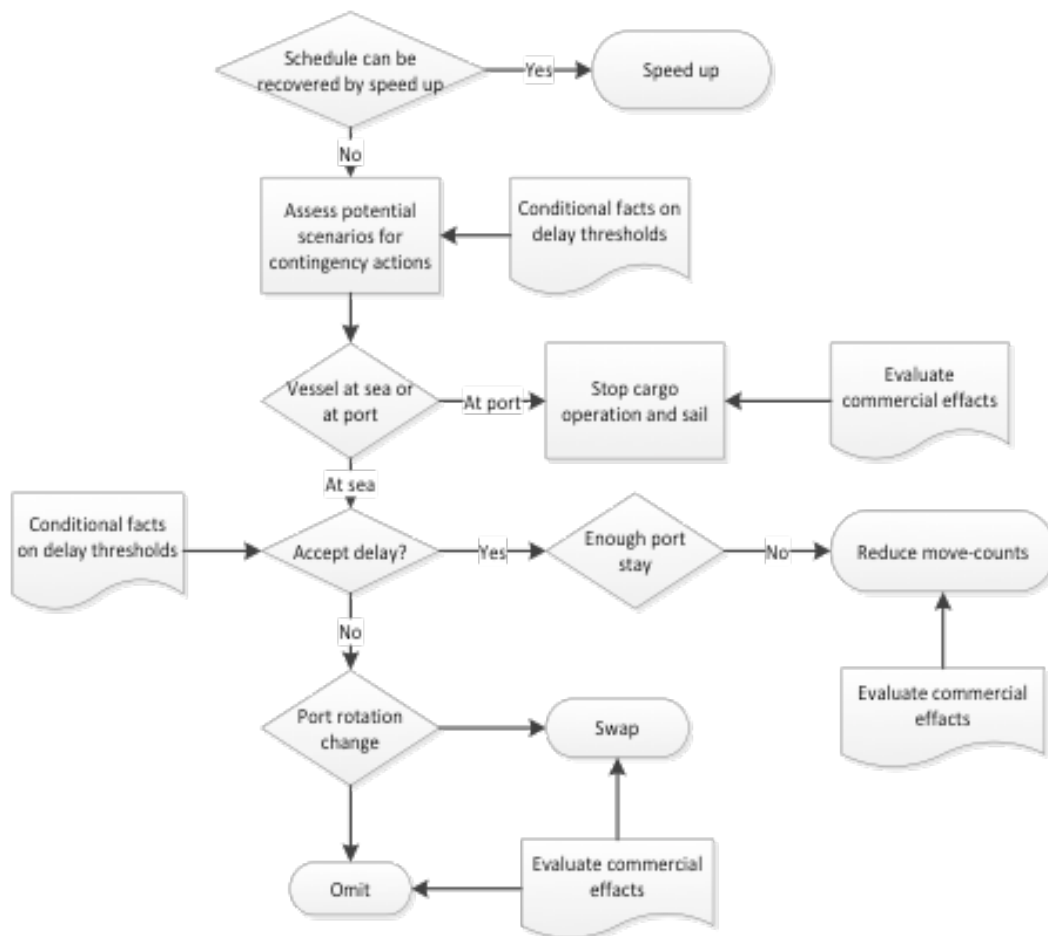 Schedule can be
recovered by speed up
Yes
Speed up
No
Assess potential
scenarios for
contingency actions
Conditional facts on
delay thresholds
Vessel at sea or
at port
At port
Stop cargo
operation and sail
Evaluate
commercial effects
At sea
Conditional facts
on delay thresholds
Accept delay?
Yes
Enough port
stay
No
Reduce move-counts
No
Evaluate commercial
effacts
Port rotation
change
Swap
Evaluate commercial
effects
Omit